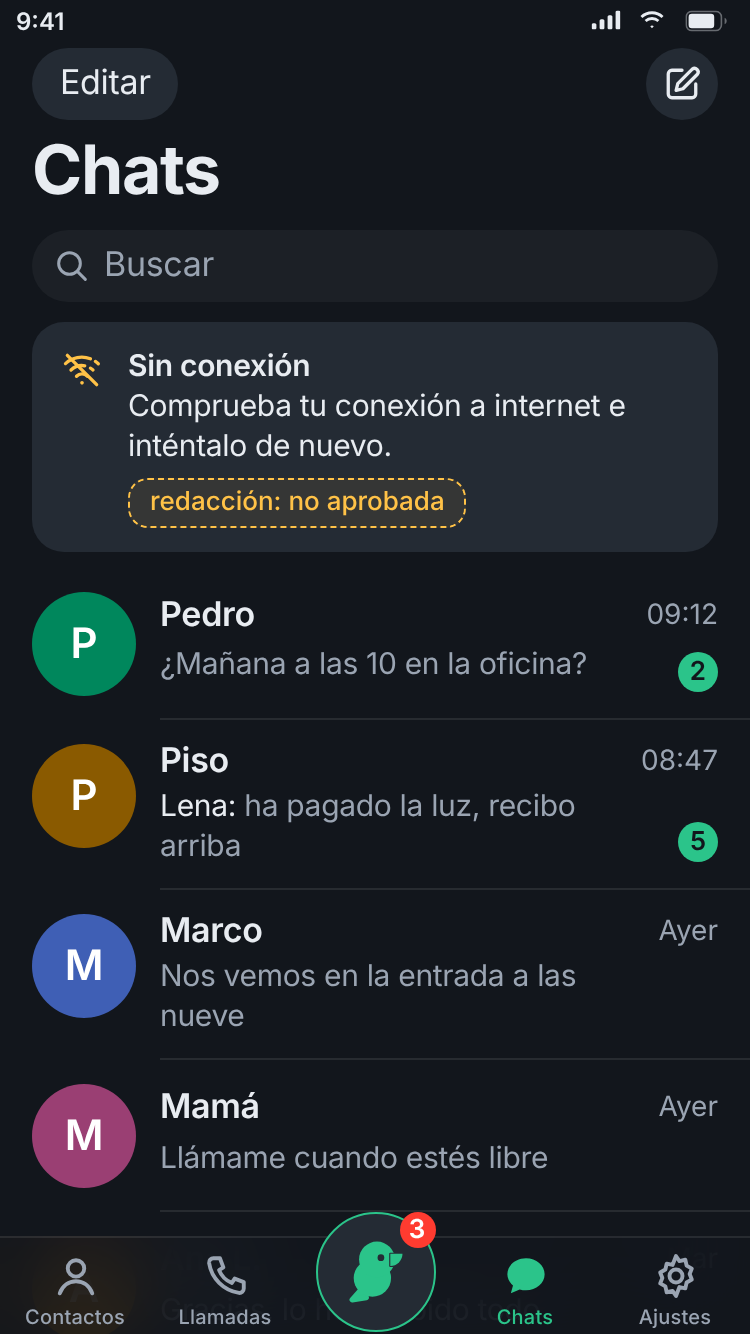 9:41
Editar
Chats
Buscar
Sin conexión
Comprueba tu conexión a internet e
inténtalo de nuevo.
redacción: no aprobada
P
Pedro
09:12
¿Mañana a las 10 en la oficina?
2
P
Piso
08:47
Lena: ha pagado la luz, recibo
arriba
5
M
Marco
Ayer
Nos vemos en la entrada a las
nueve
M
Mamá
Ayer
Llámame cuando estés libre
3
Contactos
Llamadas
Chats
Ajustes